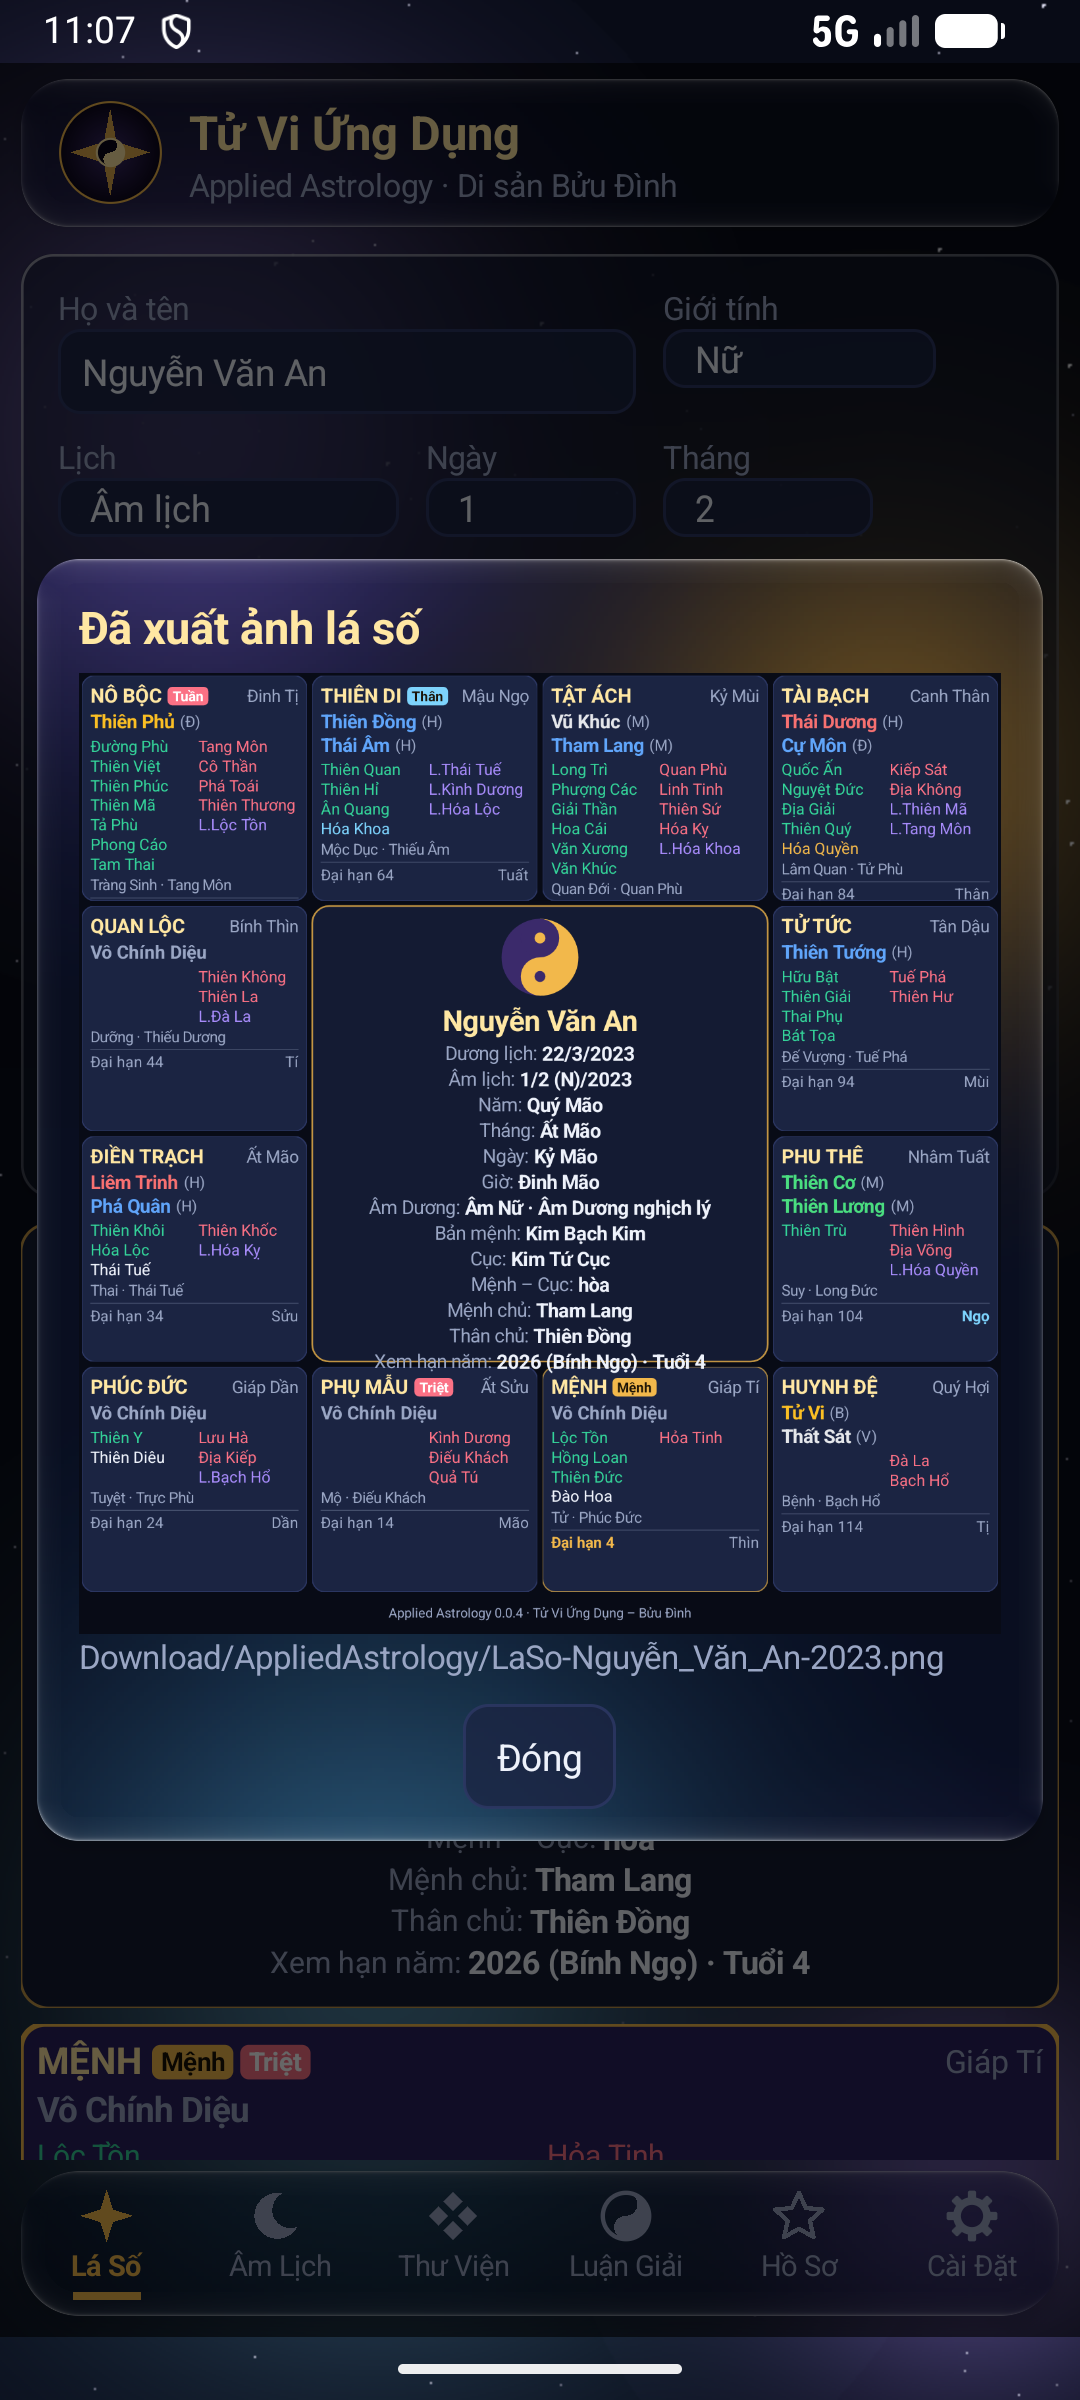 11:07
5G
Tử Vi Ứng Dụng
Applied Astrology · Di sản Bửu Đình
Họ và tên
Giới tính
Nguyễn Văn An
Nữ
Lịch
Ngày
Tháng
Âm lịch
1
2
Đã xuất ảnh lá số
NÔ BỘC Tuần Đinh Tị
Thiên Phủ (Đ)
Đường Phù Tang Môn
Thiên Việt Cô Thần
Thiên Phúc Phá Toái
Thiên Mã Thiên Thương
Tả Phù L.Lộc Tồn
Phong Cáo
Tam Thai
Tràng Sinh · Tang Môn
THIÊN DI Thân Mậu Ngọ
Thiên Đồng (H)
Thái Âm (H)
Thiên Quan L.Thái Tuế
Thiên Hỉ L.Kình Dương
Ân Quang L.Hóa Lộc
Hóa Khoa
Mộc Dục · Thiếu Âm
Đại hạn 64 Tuất
TẬT ÁCH Kỷ Mùi
Vũ Khúc (M)
Tham Lang (M)
Long Trì Quan Phù
Phượng Các Linh Tinh
Giải Thần Thiên Sứ
Hoa Cái Hóa Kỵ
Văn Xương L.Hóa Khoa
Văn Khúc
Quan Đới · Quan Phù
TÀI BẠCH Canh Thân
Thái Dương (H)
Cự Môn (Đ)
Quốc Ấn Kiếp Sát
Nguyệt Đức Địa Không
Địa Giải L.Thiên Mã
Thiên Quý L.Tang Môn
Hóa Quyền
Lâm Quan · Tử Phù
Đại hạn 84 Thân
QUAN LỘC Bính Thìn
Vô Chính Diệu
Thiên Không
Thiên La
L.Đà La
Dưỡng · Thiếu Dương
Đại hạn 44 Tí
Nguyễn Văn An
Dương lịch: 22/3/2023
Âm lịch: 1/2 (N)/2023
Năm: Quý Mão
Tháng: Ất Mão
Ngày: Kỷ Mão
Giờ: Đinh Mão
Âm Dương: Âm Nữ · Âm Dương nghịch lý
Bản mệnh: Kim Bạch Kim
Cục: Kim Tứ Cục
Mệnh – Cục: hòa
Mệnh chủ: Tham Lang
Thân chủ: Thiên Đồng
Xem hạn năm: 2026 (Bính Ngọ) · Tuổi 4
TỬ TỨC Tân Dậu
Thiên Tướng (H)
Hữu Bật Tuế Phá
Thiên Giải Thiên Hư
Thai Phụ
Bát Tọa
Đế Vượng · Tuế Phá
Đại hạn 94 Mùi
ĐIỀN TRẠCH Ất Mão
Liêm Trinh (H)
Phá Quân (H)
Thiên Khôi Thiên Khốc
Hóa Lộc L.Hóa Kỵ
Thái Tuế
Thai · Thái Tuế
Đại hạn 34 Sửu
PHU THÊ Nhâm Tuất
Thiên Cơ (M)
Thiên Lương (M)
Thiên Trù Thiên Hình
Địa Võng
L.Hóa Quyền
Suy · Long Đức
Đại hạn 104 Ngọ
PHÚC ĐỨC Giáp Dần
Vô Chính Diệu
Thiên Y Lưu Hà
Thiên Diêu Địa Kiếp
L.Bạch Hổ
Tuyệt · Trực Phù
Đại hạn 24 Dần
PHỤ MẪU Triệt Ất Sửu
Vô Chính Diệu
Kình Dương
Điếu Khách
Quả Tú
Mộ · Điếu Khách
Đại hạn 14 Mão
MỆNH Mệnh Giáp Tí
Vô Chính Diệu
Lộc Tồn Hỏa Tinh
Hồng Loan
Thiên Đức
Đào Hoa
Tử · Phúc Đức
Đại hạn 4 Thìn
HUYNH ĐỆ Quý Hợi
Tử Vi (B)
Thất Sát (V)
Đà La
Bạch Hổ
Bệnh · Bạch Hổ
Đại hạn 114 Tị
Applied Astrology 0.0.4 · Tử Vi Ứng Dụng – Bửu Đình
Download/AppliedAstrology/LaSo-Nguyễn_Văn_An-2023.png
Đóng
Mệnh – Cục: hòa
Mệnh chủ: Tham Lang
Thân chủ: Thiên Đồng
Xem hạn năm: 2026 (Bính Ngọ) · Tuổi 4
MỆNH Mệnh Triệt Giáp Tí
Vô Chính Diệu
Lộc Tồn Hỏa Tinh
Lá Số
Âm Lịch
Thư Viện
Luận Giải
Hồ Sơ
Cài Đặt